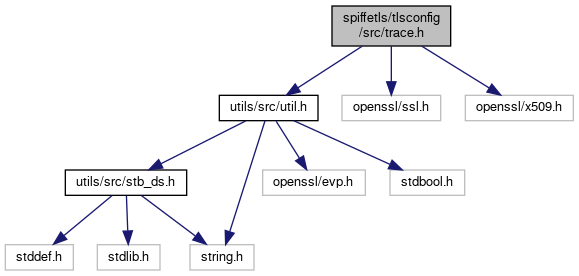 spiffetls/tlsconfig
/src/trace.h
utils/src/util.h
openssl/ssl.h
openssl/x509.h
utils/src/stb_ds.h
openssl/evp.h
stdbool.h
stddef.h
stdlib.h
string.h